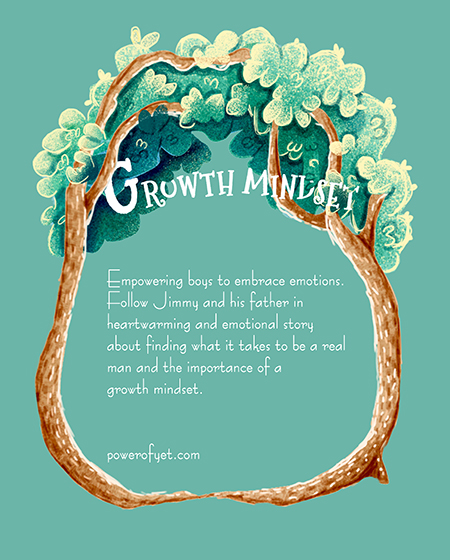 GROWTH MINDSET
Empowering boys to embrace emotions.
Follow Jimmy and his father in
heartwarming and emotional story
about finding what it takes to be a real
man and the importance of a
growth mindset.
powerofyet.com